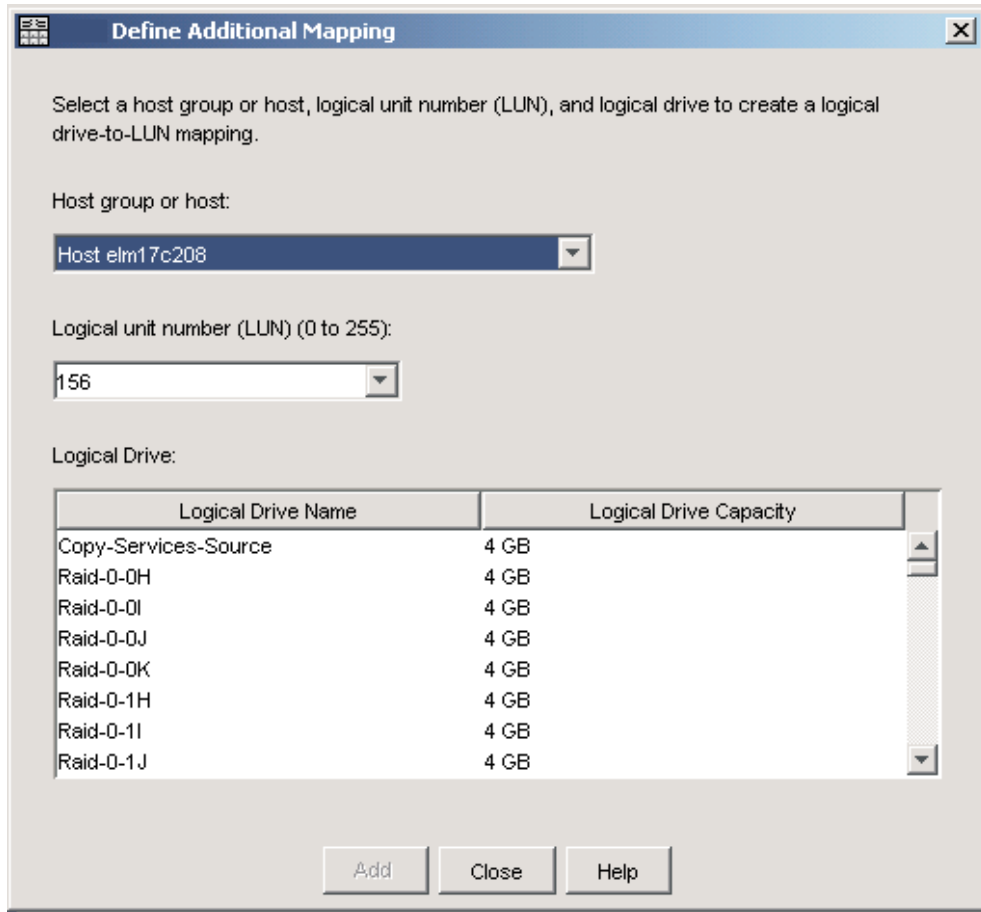 Define Additional Mapping
Select a host group or host, logical unit number (LUN), and logical drive to create a logical
drive-to-LUN mapping.
Host group or host:
Host elm17c208
Logical unit number (LUN) (0 to 255):
156
Logical Drive:
Logical Drive Name Logical Drive Capacity
Copy-Services-Source 4 GB
Raid-0-0H 4 GB
Raid-0-0I 4 GB
Raid-0-0J 4 GB
Raid-0-0K 4 GB
Raid-0-1H 4 GB
Raid-0-1I 4 GB
Raid-0-1J 4 GB
Add Close Help